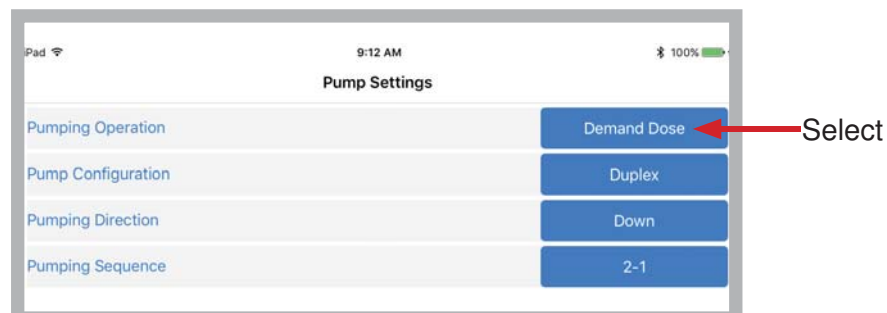 iPad 9:12 AM 100%
Pump Settings
Pumping Operation Demand Dose Select
Pump Configuration Duplex
Pumping Direction Down
Pumping Sequence 2-1